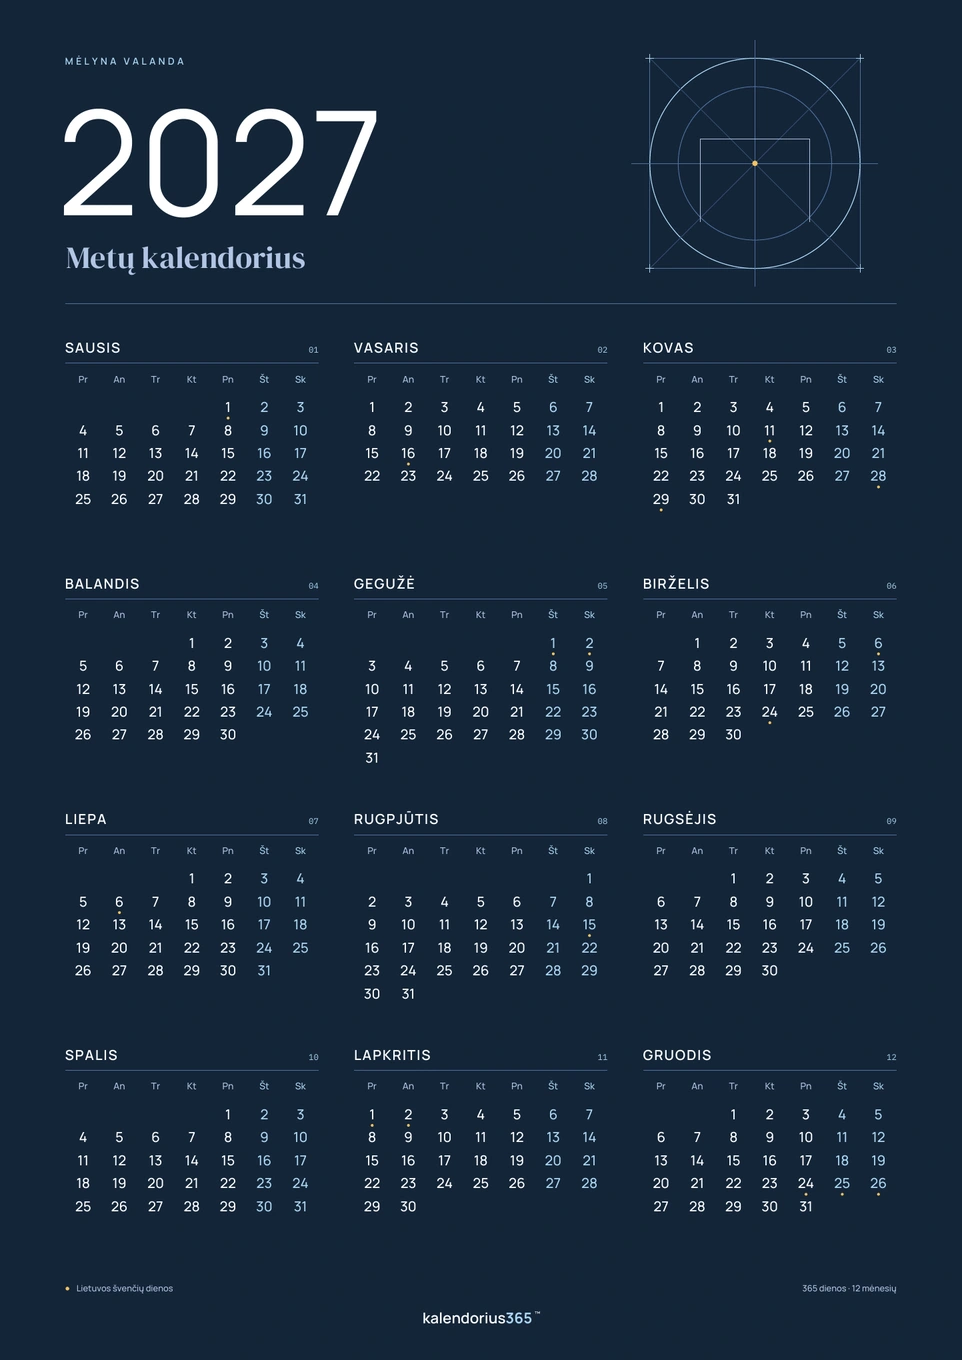 MĖLYNA VALANDA
2027
Metų kalendorius
SAUSIS 01
Pr An Tr Kt Pn Št Sk
1 2 3
4 5 6 7 8 9 10
11 12 13 14 15 16 17
18 19 20 21 22 23 24
25 26 27 28 29 30 31
VASARIS 02
Pr An Tr Kt Pn Št Sk
1 2 3 4 5 6 7
8 9 10 11 12 13 14
15 16 17 18 19 20 21
22 23 24 25 26 27 28
KOVAS 03
Pr An Tr Kt Pn Št Sk
1 2 3 4 5 6 7
8 9 10 11 12 13 14
15 16 17 18 19 20 21
22 23 24 25 26 27 28
29 30 31
BALANDIS 04
Pr An Tr Kt Pn Št Sk
1 2 3 4
5 6 7 8 9 10 11
12 13 14 15 16 17 18
19 20 21 22 23 24 25
26 27 28 29 30
GEGUŽĖ 05
Pr An Tr Kt Pn Št Sk
1 2
3 4 5 6 7 8 9
10 11 12 13 14 15 16
17 18 19 20 21 22 23
24 25 26 27 28 29 30
31
BIRŽELIS 06
Pr An Tr Kt Pn Št Sk
1 2 3 4 5 6
7 8 9 10 11 12 13
14 15 16 17 18 19 20
21 22 23 24 25 26 27
28 29 30
LIEPA 07
Pr An Tr Kt Pn Št Sk
1 2 3 4
5 6 7 8 9 10 11
12 13 14 15 16 17 18
19 20 21 22 23 24 25
26 27 28 29 30 31
RUGPJŪTIS 08
Pr An Tr Kt Pn Št Sk
1
2 3 4 5 6 7 8
9 10 11 12 13 14 15
16 17 18 19 20 21 22
23 24 25 26 27 28 29
30 31
RUGSĖJIS 09
Pr An Tr Kt Pn Št Sk
1 2 3 4 5
6 7 8 9 10 11 12
13 14 15 16 17 18 19
20 21 22 23 24 25 26
27 28 29 30
SPALIS 10
Pr An Tr Kt Pn Št Sk
1 2 3
4 5 6 7 8 9 10
11 12 13 14 15 16 17
18 19 20 21 22 23 24
25 26 27 28 29 30 31
LAPKRITIS 11
Pr An Tr Kt Pn Št Sk
1 2 3 4 5 6 7
8 9 10 11 12 13 14
15 16 17 18 19 20 21
22 23 24 25 26 27 28
29 30
GRUODIS 12
Pr An Tr Kt Pn Št Sk
1 2 3 4 5
6 7 8 9 10 11 12
13 14 15 16 17 18 19
20 21 22 23 24 25 26
27 28 29 30 31
Lietuvos švenčių dienos
365 dienos · 12 mėnesių
kalendorius365™